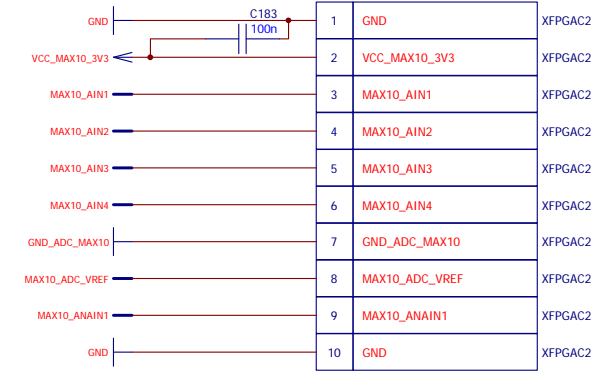 C183
GND 1 GND XFPGAC2
100n
VCC_MAX10_3V3 2 VCC_MAX10_3V3 XFPGAC2
MAX10_AIN1 3 MAX10_AIN1 XFPGAC2
MAX10_AIN2 4 MAX10_AIN2 XFPGAC2
MAX10_AIN3 5 MAX10_AIN3 XFPGAC2
MAX10_AIN4 6 MAX10_AIN4 XFPGAC2
GND_ADC_MAX10 7 GND_ADC_MAX10 XFPGAC2
MAX10_ADC_VREF 8 MAX10_ADC_VREF XFPGAC2
MAX10_ANAIN1 9 MAX10_ANAIN1 XFPGAC2
GND 10 GND XFPGAC2